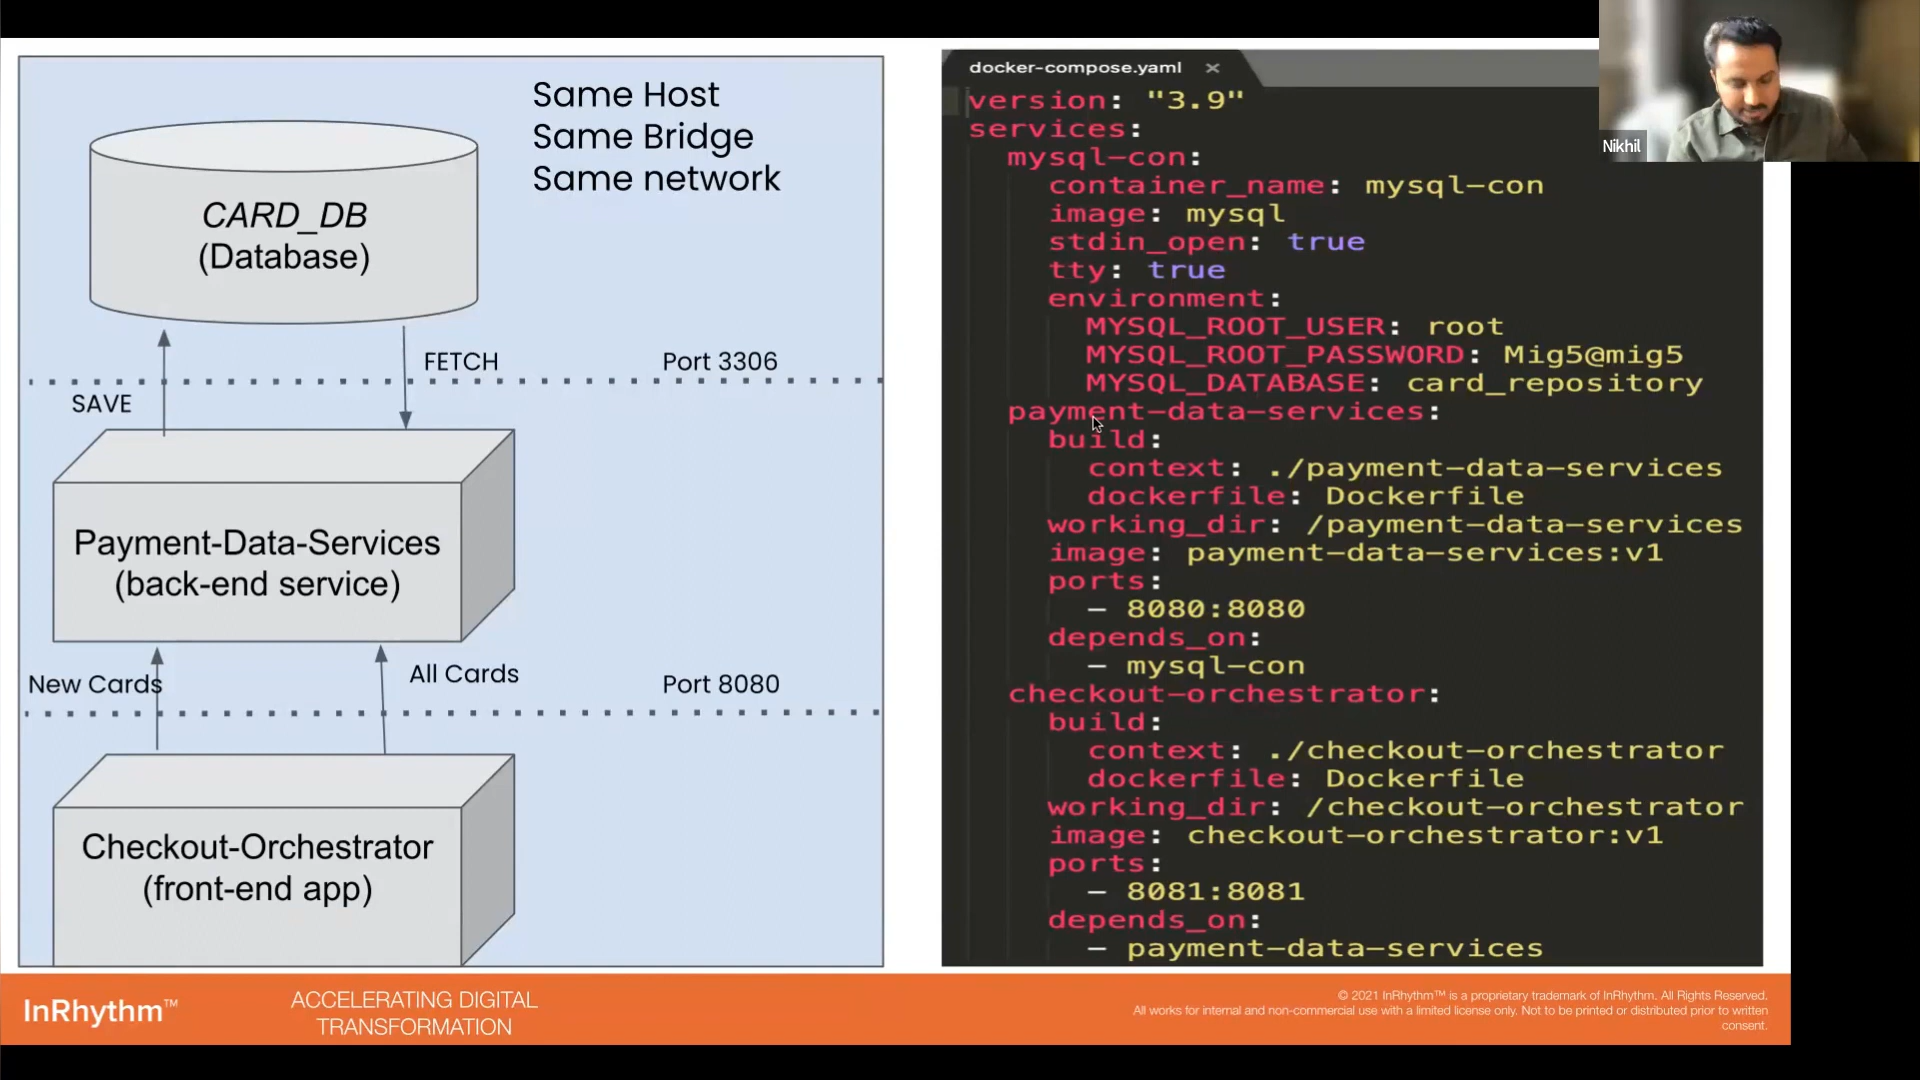 Same Host
Same Bridge
Same network
CARD_DB
(Database)
FETCH
Port 3306
SAVE
Payment-Data-Services
(back-end service)
New Cards
All Cards
Port 8080
Checkout-Orchestrator
(front-end app)
docker-compose.yaml ×
version: "3.9"
services:
mysql-con:
container_name: mysql-con
image: mysql
stdin_open: true
tty: true
environment:
MYSQL_ROOT_USER: root
MYSQL_ROOT_PASSWORD: Mig5@mig5
MYSQL_DATABASE: card_repository
payment-data-services:
build:
context: ./payment-data-services
dockerfile: Dockerfile
working_dir: /payment-data-services
image: payment-data-services:v1
ports:
- 8080:8080
depends_on:
- mysql-con
checkout-orchestrator:
build:
context: ./checkout-orchestrator
dockerfile: Dockerfile
working_dir: /checkout-orchestrator
image: checkout-orchestrator:v1
ports:
- 8081:8081
depends_on:
- payment-data-services
Nikhil
InRhythm™
ACCELERATING DIGITAL
TRANSFORMATION
© 2021 InRhythm™ is a proprietary trademark of InRhythm. All Rights Reserved.
All works for internal and non-commercial use with a limited license only. Not to be printed or distributed prior to written
consent.